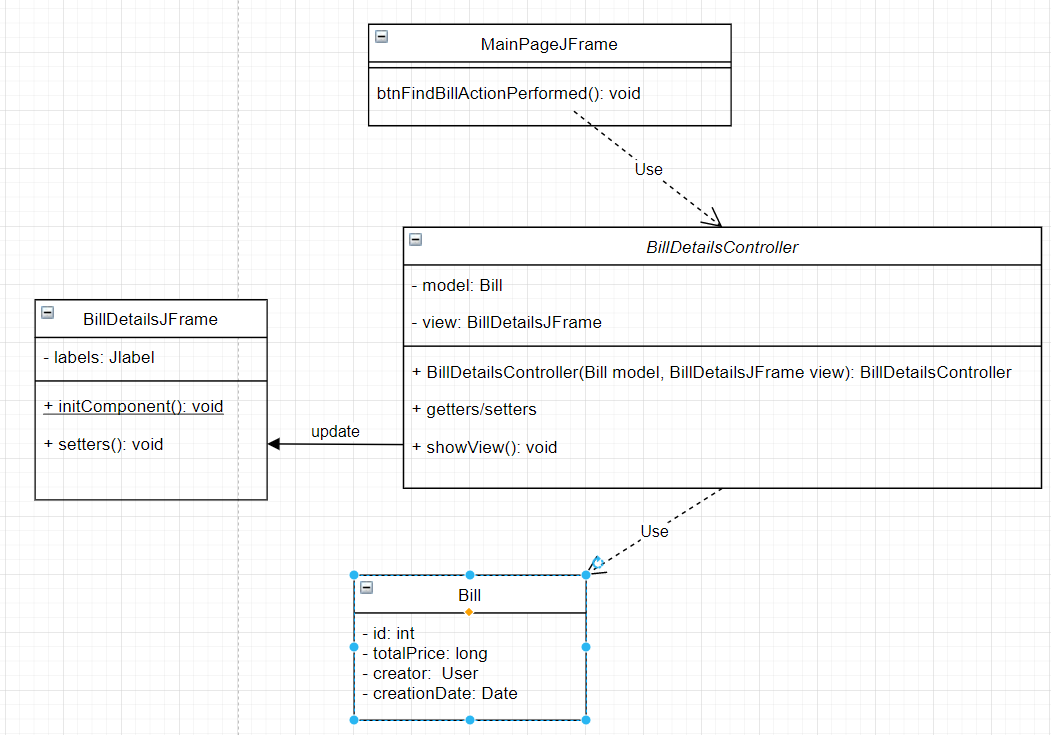 MainPageJFrame
btnFindBillActionPerformed(): void
Use
BillDetailsController
- model: Bill
- view: BillDetailsJFrame
+ BillDetailsController(Bill model, BillDetailsJFrame view): BillDetailsController
+ getters/setters
+ showView(): void
BillDetailsJFrame
- labels: Jlabel
+ initComponent(): void
+ setters(): void
update
Use
Bill
- id: int
- totalPrice: long
- creator:  User
- creationDate: Date